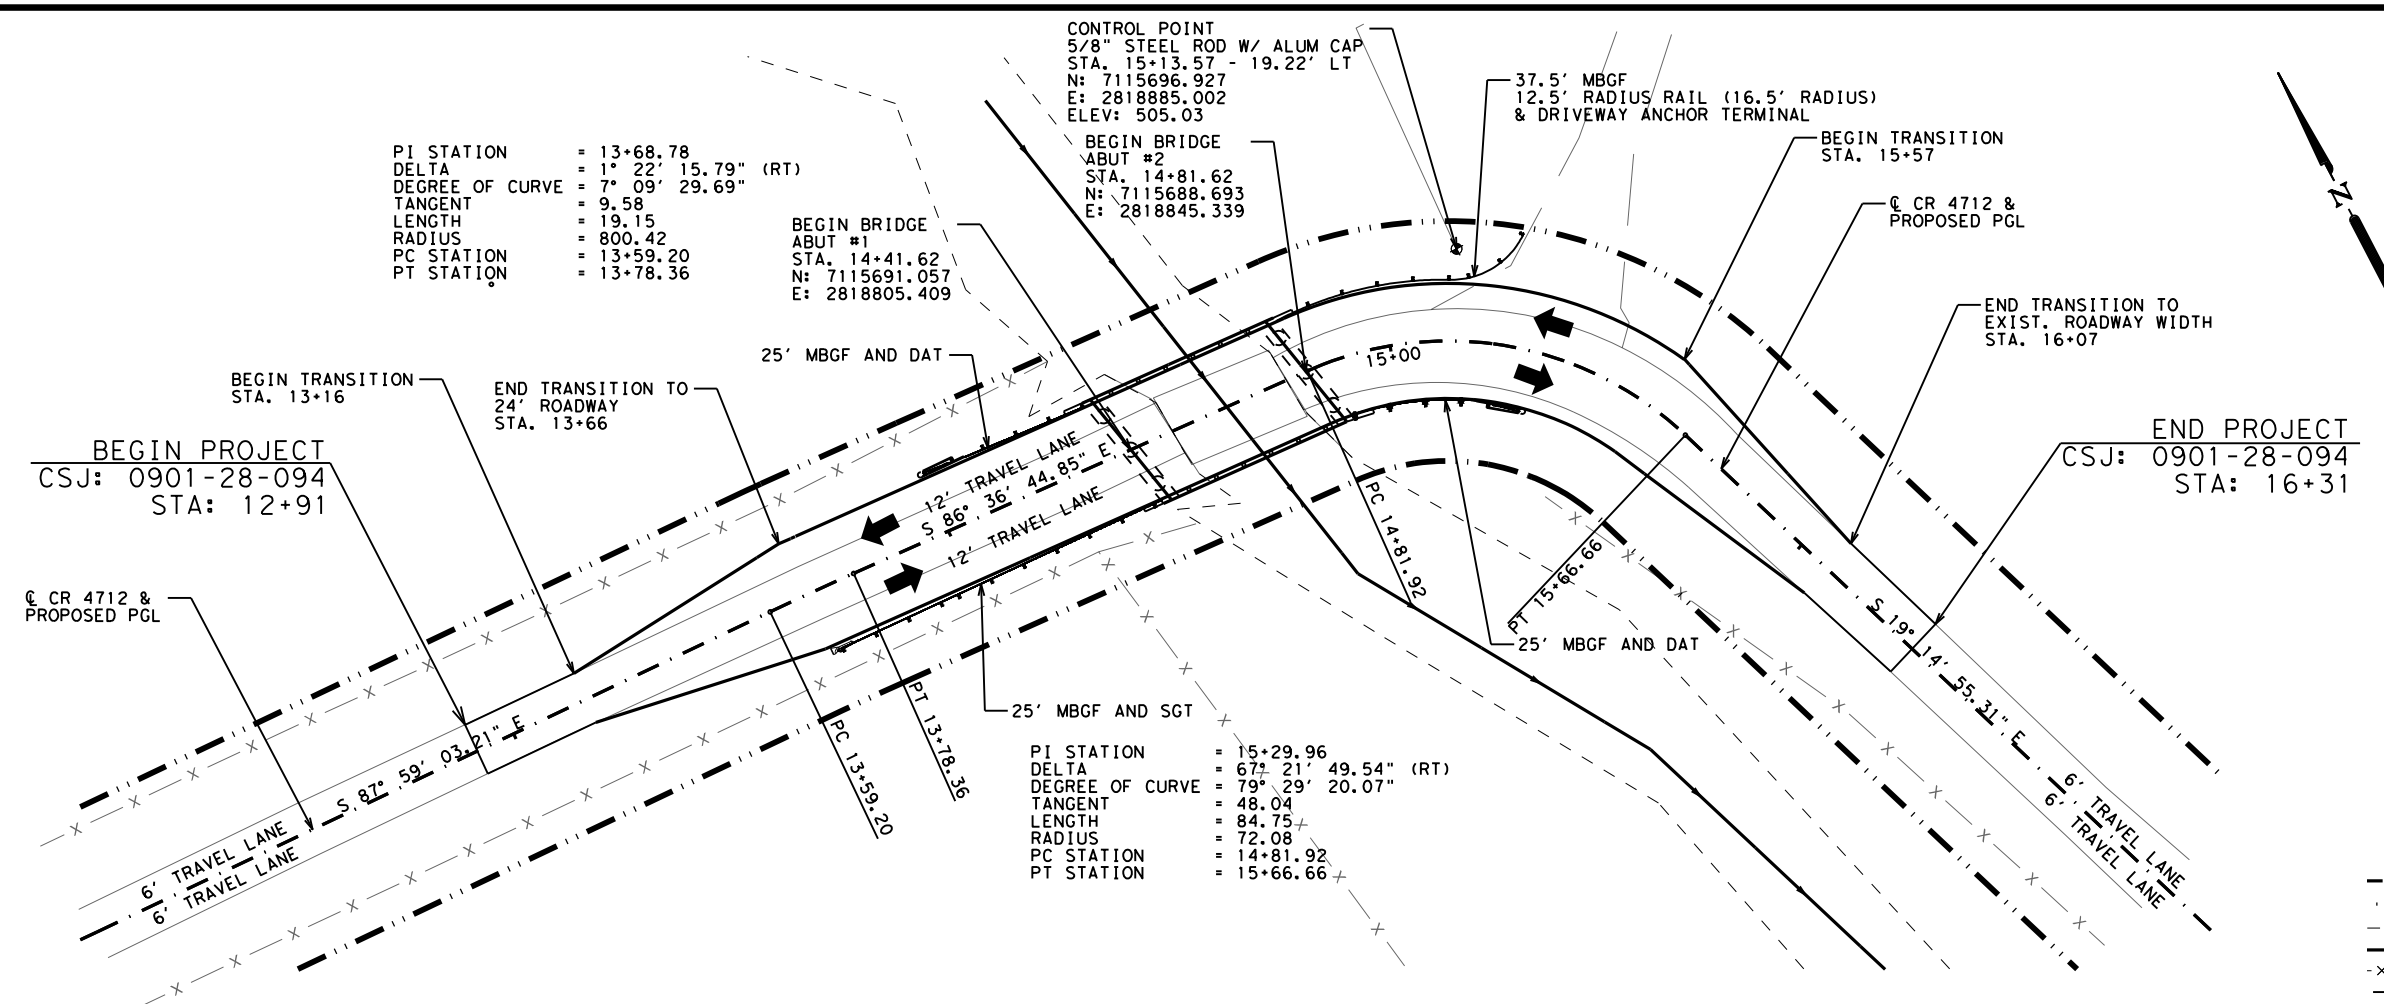 CONTROL POINT
5/8" STEEL ROD W/ ALUM CAP
STA. 15+13.57 - 19.22' LT
N: 7115696.927
E: 2818885.002
ELEV: 505.03
37.5' MBGF
12.5' RADIUS RAIL (16.5' RADIUS)
& DRIVEWAY ANCHOR TERMINAL
BEGIN TRANSITION
STA. 15+57
PI STATION = 13+68.78
DELTA = 1° 22' 15.79" (RT)
DEGREE OF CURVE = 7° 09' 29.69"
TANGENT = 9.58
LENGTH = 19.15
RADIUS = 800.42
PC STATION = 13+59.20
PT STATION = 13+78.36
BEGIN BRIDGE
ABUT #2
STA. 14+81.62
N: 7115688.693
E: 2818845.339
BEGIN BRIDGE
ABUT #1
STA. 14+41.62
N: 7115691.057
E: 2818805.409
℄ CR 4712 &
PROPOSED PGL
N
END TRANSITION TO
EXIST. ROADWAY WIDTH
STA. 16+07
25' MBGF AND DAT
15+00
BEGIN TRANSITION
STA. 13+16
END TRANSITION TO
24' ROADWAY
STA. 13+66
BEGIN PROJECT
CSJ: 0901-28-094
STA: 12+91
END PROJECT
CSJ: 0901-28-094
STA: 16+31
12' TRAVEL LANE
S 86° 36' 44.85" E
12' TRAVEL LANE
PC 14+81.92
PT 15+66.66
℄ CR 4712 &
PROPOSED PGL
25' MBGF AND DAT
S 19° 14' 55.31" E
25' MBGF AND SGT
PT 13+78.36
PC 13+59.20
S 87° 59' 03.21" E
PI STATION = 15+29.96
DELTA = 67° 21' 49.54" (RT)
DEGREE OF CURVE = 79° 29' 20.07"
TANGENT = 48.04
LENGTH = 84.75
RADIUS = 72.08
PC STATION = 14+81.92
PT STATION = 15+66.66
6' TRAVEL LANE
6' TRAVEL LANE
6' TRAVEL LANE
6' TRAVEL LANE